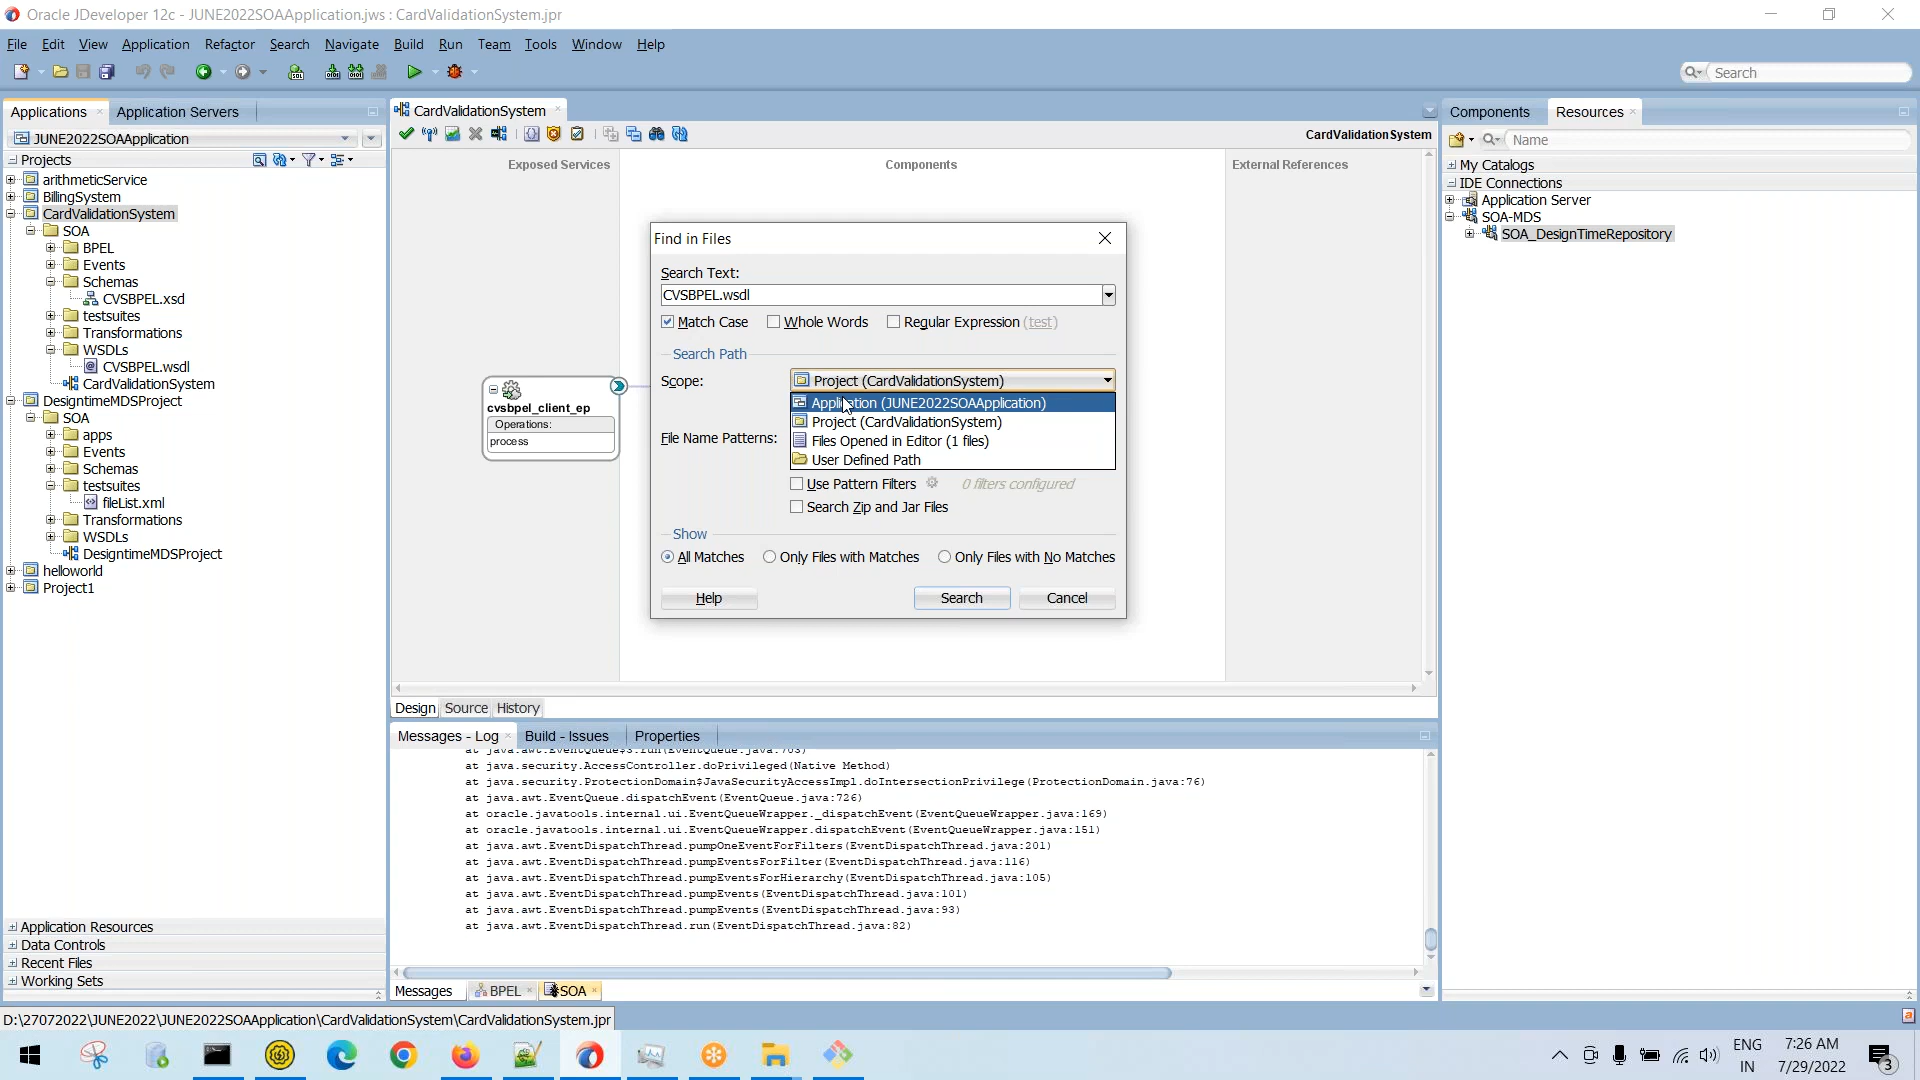 Oracle JDeveloper 12c - JUNE2022SOAApplication.jws : CardValidationSystem.jpr
File Edit View Application Refactor Search Navigate Build Run Team Tools Window Help
Search
Applications
Application Servers
JUNE2022SOAApplication
Projects
arithmeticService
BillingSystem
CardValidationSystem
SOA
BPEL
Events
Schemas
CVSBPEL.xsd
testsuites
Transformations
WSDLs
CVSBPEL.wsdl
CardValidationSystem
DesigntimeMDSProject
SOA
apps
Events
Schemas
testsuites
fileList.xml
Transformations
WSDLs
DesigntimeMDSProject
helloworld
Project1
Application Resources
Data Controls
Recent Files
Working Sets
CardValidationSystem
CardValidationSystem
Exposed Services
Components
External References
cvsbpel_client_ep
Operations:
process
Find in Files
Search Text:
CVSBPEL.wsdl
Match Case
Whole Words
Regular Expression (test)
Search Path
Scope:
Project (CardValidationSystem)
Application (JUNE2022SOAApplication)
Project (CardValidationSystem)
Files Opened in Editor (1 files)
User Defined Path
File Name Patterns:
Use Pattern Filters
0 filters configured
Search Zip and Jar Files
Show
All Matches
Only Files with Matches
Only Files with No Matches
Help
Search
Cancel
Design Source History
Messages - Log
Build - Issues
Properties
at java.awt.EventQueue$3.run(EventQueue.java:703)
at java.security.AccessController.doPrivileged(Native Method)
at java.security.ProtectionDomain$JavaSecurityAccessImpl.doIntersectionPrivilege(ProtectionDomain.java:76)
at java.awt.EventQueue.dispatchEvent(EventQueue.java:726)
at oracle.javatools.internal.ui.EventQueueWrapper._dispatchEvent(EventQueueWrapper.java:169)
at oracle.javatools.internal.ui.EventQueueWrapper.dispatchEvent(EventQueueWrapper.java:151)
at java.awt.EventDispatchThread.pumpOneEventForFilters(EventDispatchThread.java:201)
at java.awt.EventDispatchThread.pumpEventsForFilter(EventDispatchThread.java:116)
at java.awt.EventDispatchThread.pumpEventsForHierarchy(EventDispatchThread.java:105)
at java.awt.EventDispatchThread.pumpEvents(EventDispatchThread.java:101)
at java.awt.EventDispatchThread.pumpEvents(EventDispatchThread.java:93)
at java.awt.EventDispatchThread.run(EventDispatchThread.java:82)
Messages
BPEL
SOA
Components
Resources
Name
My Catalogs
IDE Connections
Application Server
SOA-MDS
SOA_DesignTimeRepository
D:\27072022\JUNE2022\JUNE2022SOAApplication\CardValidationSystem\CardValidationSystem.jpr
ENG
IN
7:26 AM
7/29/2022
3